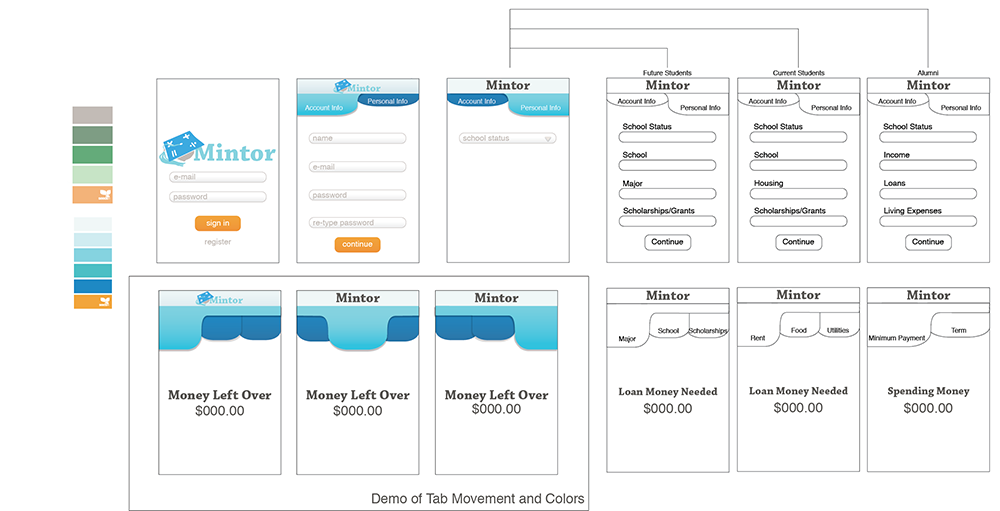 Mintor
e-mail
password
sign in
register
Mintor
Account Info
Personal Info
name
e-mail
password
re-type password
continue
Mintor
Account Info
Personal Info
school status
Future Students
Mintor
Account Info
Personal Info
School Status
School
Major
Scholarships/Grants
Continue
Current Students
Mintor
Account Info
Personal Info
School Status
School
Housing
Scholarships/Grants
Continue
Alumni
Mintor
Account Info
Personal Info
School Status
Income
Loans
Living Expenses
Continue
Mintor
Money Left Over
$000.00
Mintor
Money Left Over
$000.00
Mintor
Money Left Over
$000.00
Demo of Tab Movement and Colors
Mintor
Major
School
Scholarships
Loan Money Needed
$000.00
Mintor
Rent
Food
Utilities
Loan Money Needed
$000.00
Mintor
Minimum Payment
Term
Spending Money
$000.00